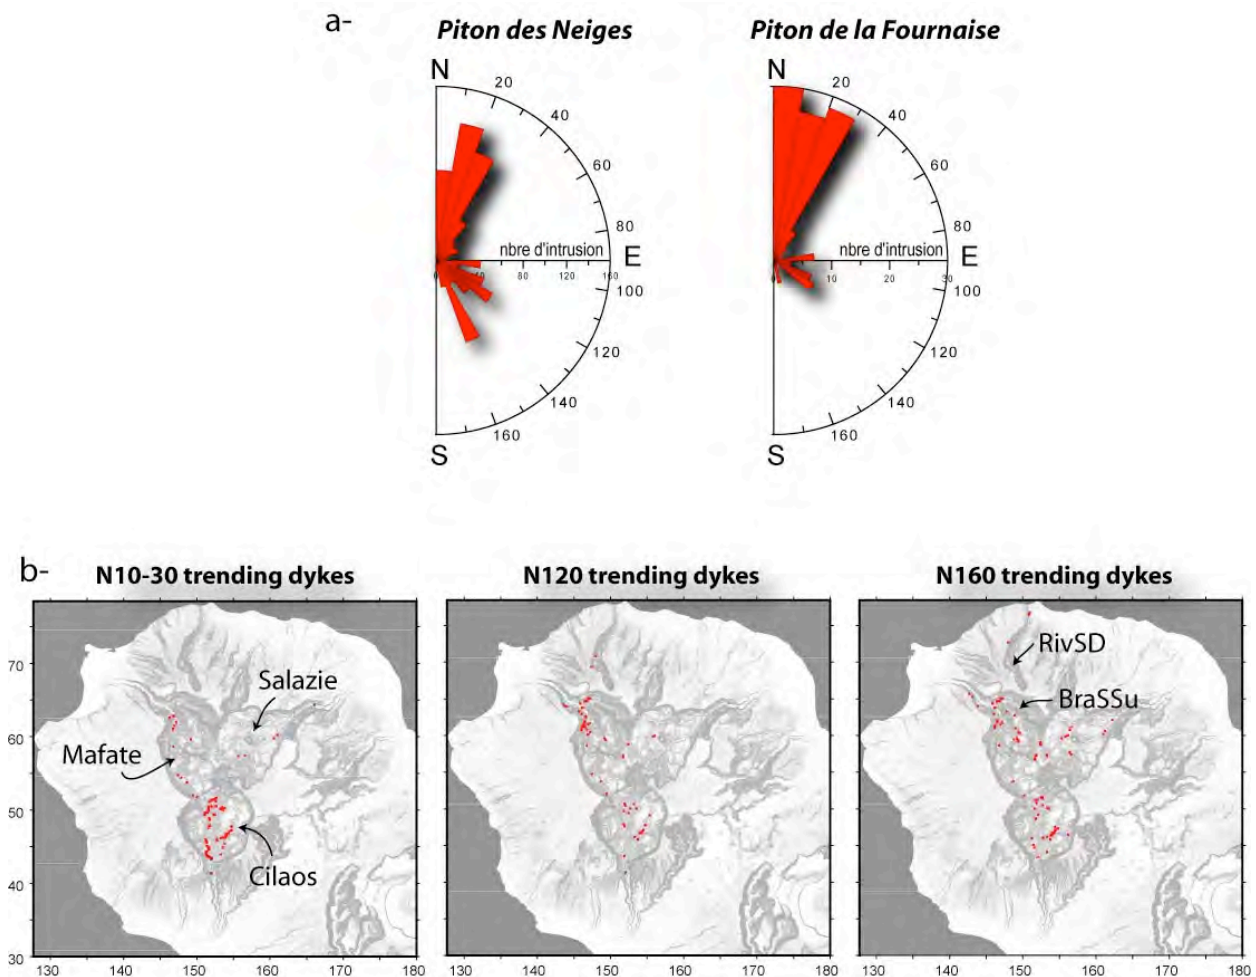 a-
Piton des Neiges
Piton de la Fournaise
N
20
40
60
80
nbre d'intrusion
E
0
40
80
120
160
100
120
140
160
S
N
20
40
60
80
nbre d'intrusion
E
0
10
20
30
100
120
140
160
S
b-
N10-30 trending dykes
N120 trending dykes
N160 trending dykes
70
60
50
40
30
Salazie
Mafate
Cilaos
RivSD
BraSSu
130 140 150 160 170 180
130 140 150 160 170 180
130 140 150 160 170 180